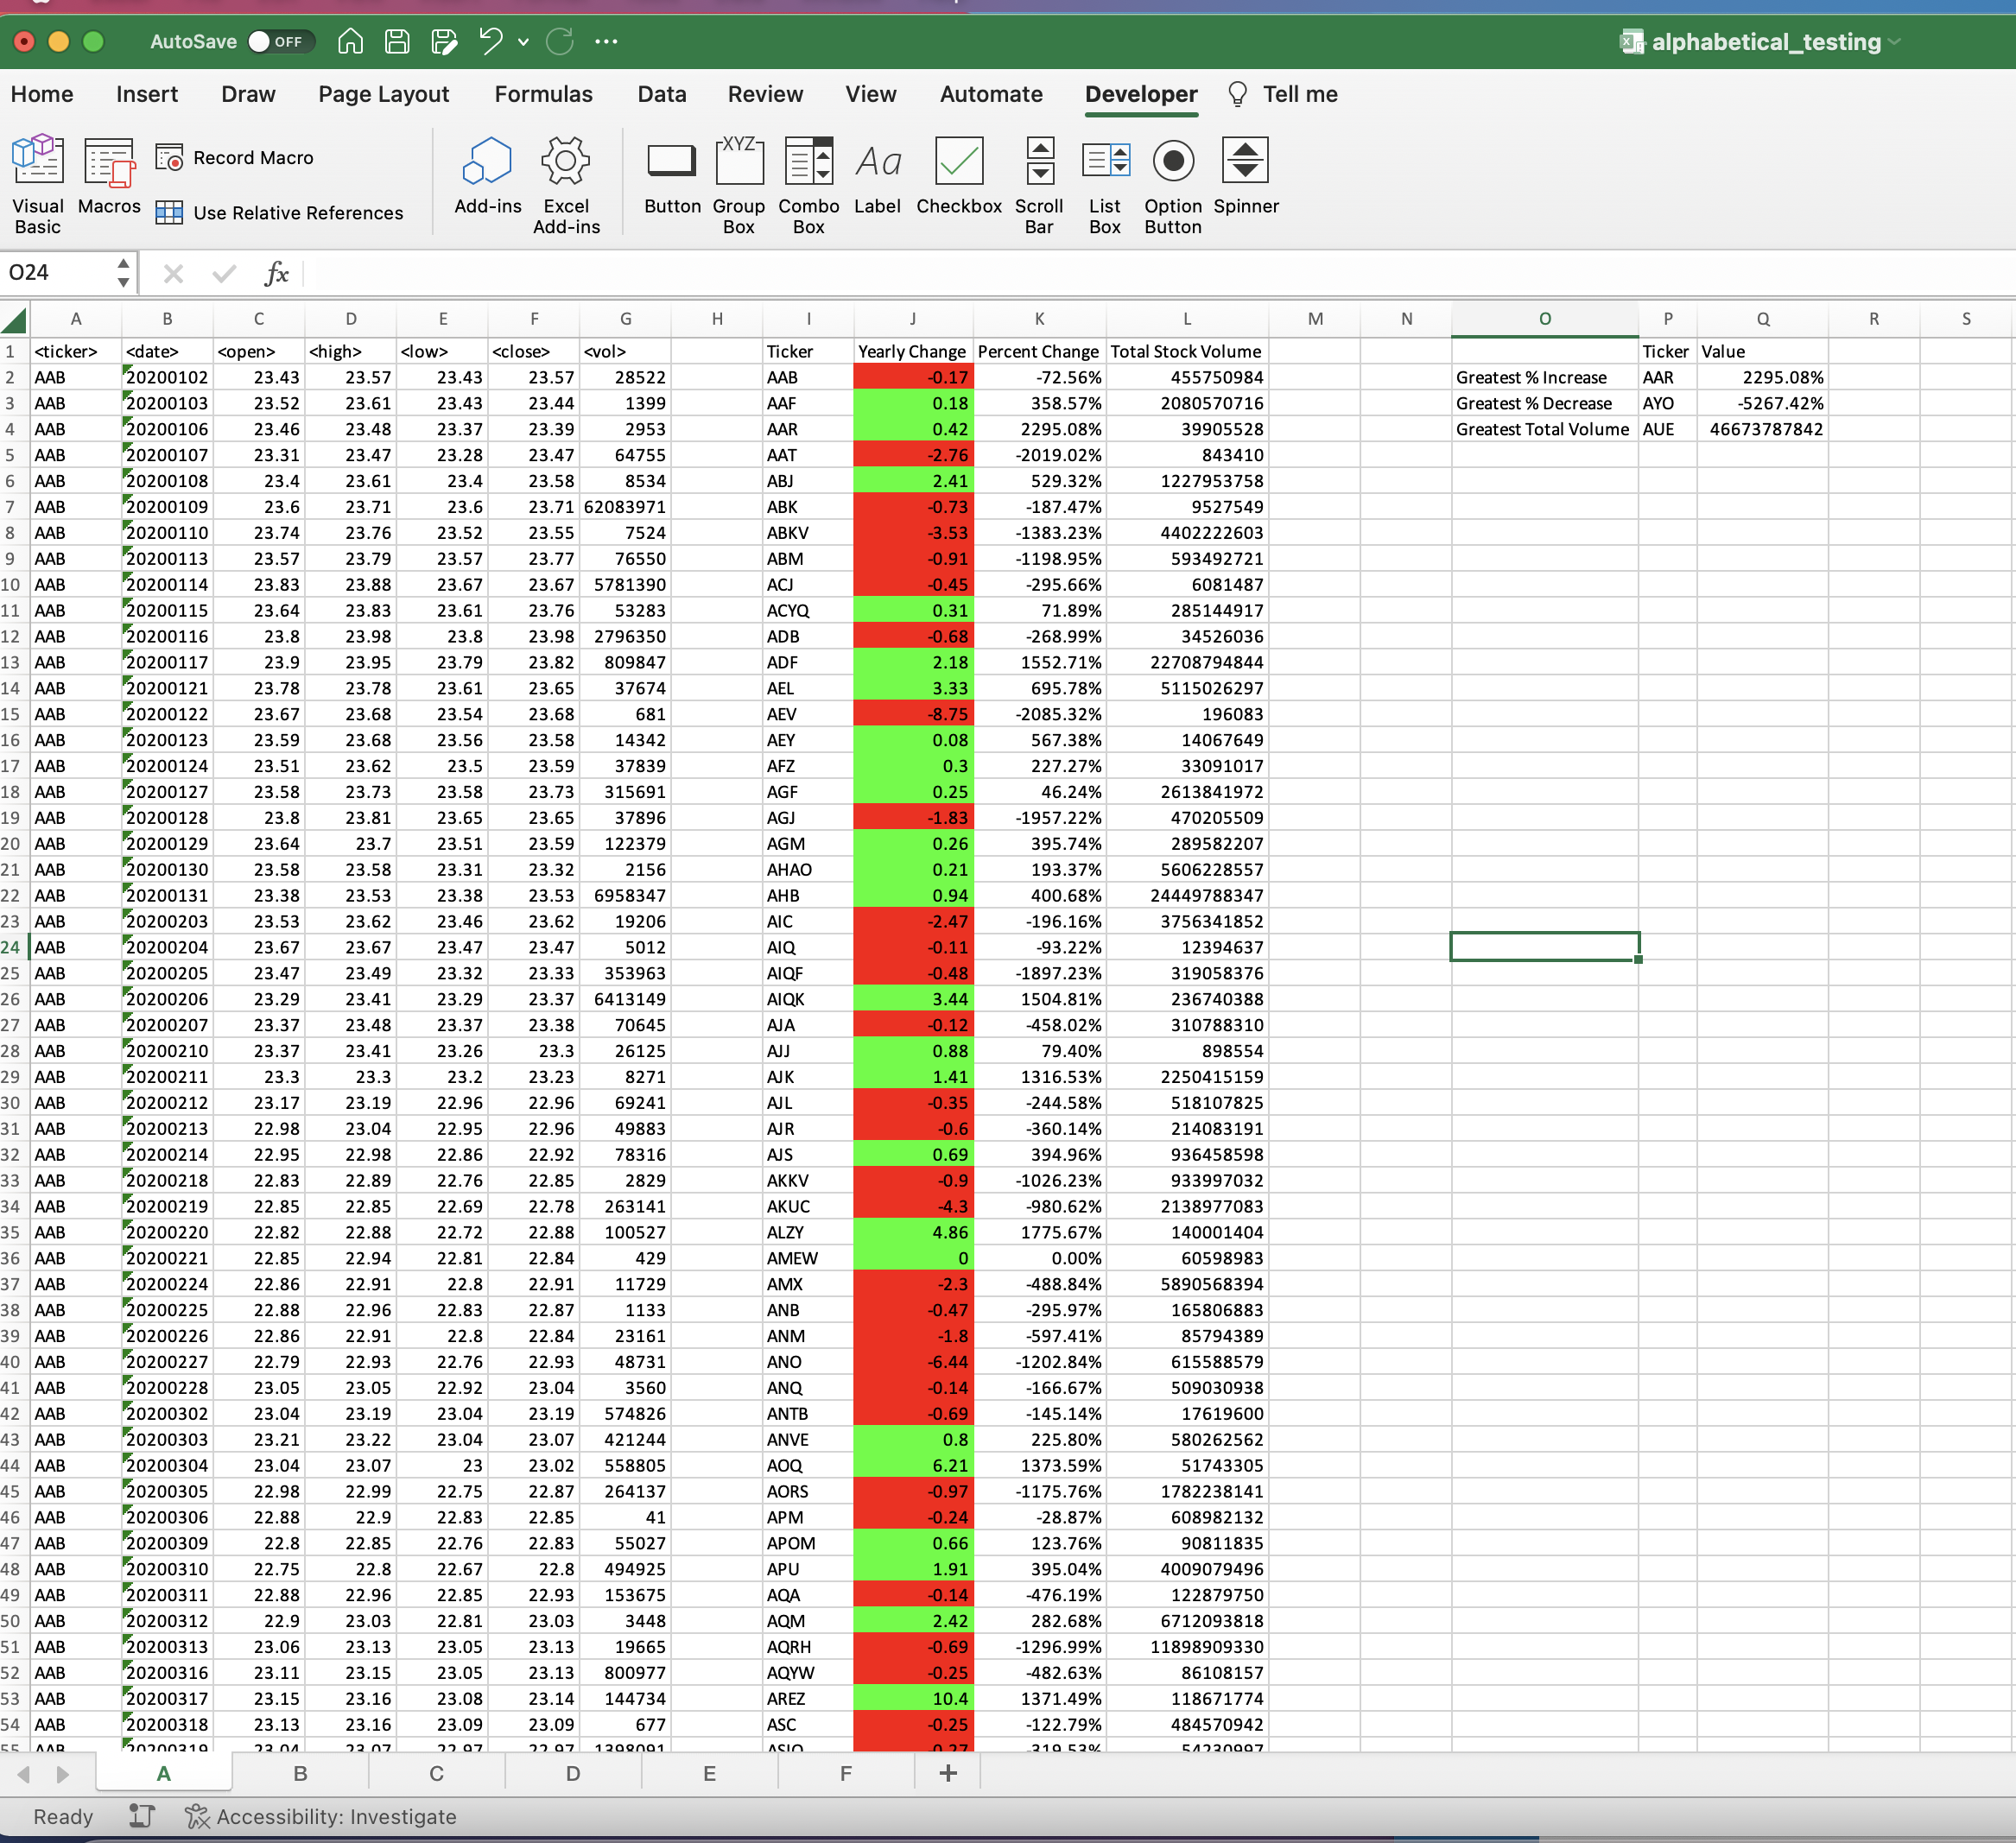 AutoSave OFF alphabetical_testing
Home Insert Draw Page Layout Formulas Data Review View Automate Developer Tell me
Visual Basic Macros Record Macro Use Relative References Add-ins Excel Add-ins Button XYZ Group Box Combo Box Aa Label Checkbox Scroll Bar List Box Option Button Spinner
O24 fx
A B C D E F G H I J K L M N O P Q R S
1 <ticker> <date> <open> <high> <low> <close> <vol> Ticker Yearly Change Percent Change Total Stock Volume Ticker Value
2 AAB 20200102 23.43 23.57 23.43 23.57 28522 AAB -0.17 -72.56% 455750984 Greatest % Increase AAR 2295.08%
3 AAB 20200103 23.52 23.61 23.43 23.44 1399 AAF 0.18 358.57% 2080570716 Greatest % Decrease AYO -5267.42%
4 AAB 20200106 23.46 23.48 23.37 23.39 2953 AAR 0.42 2295.08% 39905528 Greatest Total Volume AUE 46673787842
5 AAB 20200107 23.31 23.47 23.28 23.47 64755 AAT -2.76 -2019.02% 843410
6 AAB 20200108 23.4 23.61 23.4 23.58 8534 ABJ 2.41 529.32% 1227953758
7 AAB 20200109 23.6 23.71 23.6 23.71 62083971 ABK -0.73 -187.47% 9527549
8 AAB 20200110 23.74 23.76 23.52 23.55 7524 ABKV -3.53 -1383.23% 4402222603
9 AAB 20200113 23.57 23.79 23.57 23.77 76550 ABM -0.91 -1198.95% 593492721
10 AAB 20200114 23.83 23.88 23.67 23.67 5781390 ACJ -0.45 -295.66% 6081487
11 AAB 20200115 23.64 23.83 23.61 23.76 53283 ACYQ 0.31 71.89% 285144917
12 AAB 20200116 23.8 23.98 23.8 23.98 2796350 ADB -0.68 -268.99% 34526036
13 AAB 20200117 23.9 23.95 23.79 23.82 809847 ADF 2.18 1552.71% 22708794844
14 AAB 20200121 23.78 23.78 23.61 23.65 37674 AEL 3.33 695.78% 5115026297
15 AAB 20200122 23.67 23.68 23.54 23.68 681 AEV -8.75 -2085.32% 196083
16 AAB 20200123 23.59 23.68 23.56 23.58 14342 AEY 0.08 567.38% 14067649
17 AAB 20200124 23.51 23.62 23.5 23.59 37839 AFZ 0.3 227.27% 33091017
18 AAB 20200127 23.58 23.73 23.58 23.73 315691 AGF 0.25 46.24% 2613841972
19 AAB 20200128 23.8 23.81 23.65 23.65 37896 AGJ -1.83 -1957.22% 470205509
20 AAB 20200129 23.64 23.7 23.51 23.59 122379 AGM 0.26 395.74% 289582207
21 AAB 20200130 23.58 23.58 23.31 23.32 2156 AHAO 0.21 193.37% 5606228557
22 AAB 20200131 23.38 23.53 23.38 23.53 6958347 AHB 0.94 400.68% 24449788347
23 AAB 20200203 23.53 23.62 23.46 23.62 19206 AIC -2.47 -196.16% 3756341852
24 AAB 20200204 23.67 23.67 23.47 23.47 5012 AIQ -0.11 -93.22% 12394637
25 AAB 20200205 23.47 23.49 23.32 23.33 353963 AIQF -0.48 -1897.23% 319058376
26 AAB 20200206 23.29 23.41 23.29 23.37 6413149 AIQK 3.44 1504.81% 236740388
27 AAB 20200207 23.37 23.48 23.37 23.38 70645 AJA -0.12 -458.02% 310788310
28 AAB 20200210 23.37 23.41 23.26 23.3 26125 AJJ 0.88 79.40% 898554
29 AAB 20200211 23.3 23.3 23.2 23.23 8271 AJK 1.41 1316.53% 2250415159
30 AAB 20200212 23.17 23.19 22.96 22.96 69241 AJL -0.35 -244.58% 518107825
31 AAB 20200213 22.98 23.04 22.95 22.96 49883 AJR -0.6 -360.14% 214083191
32 AAB 20200214 22.95 22.98 22.86 22.92 78316 AJS 0.69 394.96% 936458598
33 AAB 20200218 22.83 22.89 22.76 22.85 2829 AKKV -0.9 -1026.23% 933997032
34 AAB 20200219 22.85 22.85 22.69 22.78 263141 AKUC -4.3 -980.62% 2138977083
35 AAB 20200220 22.82 22.88 22.72 22.88 100527 ALZY 4.86 1775.67% 140001404
36 AAB 20200221 22.85 22.94 22.81 22.84 429 AMEW 0 0.00% 60598983
37 AAB 20200224 22.86 22.91 22.8 22.91 11729 AMX -2.3 -488.84% 5890568394
38 AAB 20200225 22.88 22.96 22.83 22.87 1133 ANB -0.47 -295.97% 165806883
39 AAB 20200226 22.86 22.91 22.8 22.84 23161 ANM -1.8 -597.41% 85794389
40 AAB 20200227 22.79 22.93 22.76 22.93 48731 ANO -6.44 -1202.84% 615588579
41 AAB 20200228 23.05 23.05 22.92 23.04 3560 ANQ -0.14 -166.67% 509030938
42 AAB 20200302 23.04 23.19 23.04 23.19 574826 ANTB -0.69 -145.14% 17619600
43 AAB 20200303 23.21 23.22 23.04 23.07 421244 ANVE 0.8 225.80% 580262562
44 AAB 20200304 23.04 23.07 23 23.02 558805 AOQ 6.21 1373.59% 51743305
45 AAB 20200305 22.98 22.99 22.75 22.87 264137 AORS -0.97 -1175.76% 1782238141
46 AAB 20200306 22.88 22.9 22.83 22.85 41 APM -0.24 -28.87% 608982132
47 AAB 20200309 22.8 22.85 22.76 22.83 55027 APOM 0.66 123.76% 90811835
48 AAB 20200310 22.75 22.8 22.67 22.8 494925 APU 1.91 395.04% 4009079496
49 AAB 20200311 22.88 22.96 22.85 22.93 153675 AQA -0.14 -476.19% 122879750
50 AAB 20200312 22.9 23.03 22.81 23.03 3448 AQM 2.42 282.68% 6712093818
51 AAB 20200313 23.06 23.13 23.05 23.13 19665 AQRH -0.69 -1296.99% 11898909330
52 AAB 20200316 23.11 23.15 23.05 23.13 800977 AQYW -0.25 -482.63% 86108157
53 AAB 20200317 23.15 23.16 23.08 23.14 144734 AREZ 10.4 1371.49% 118671774
54 AAB 20200318 23.13 23.16 23.09 23.09 677 ASC -0.25 -122.79% 484570942
55 AAB 20200319 23.04 23.07 22.97 22.97 1398091 ASIO -0.27 -319.53% 54230997
A B C D E F +
Ready Accessibility: Investigate